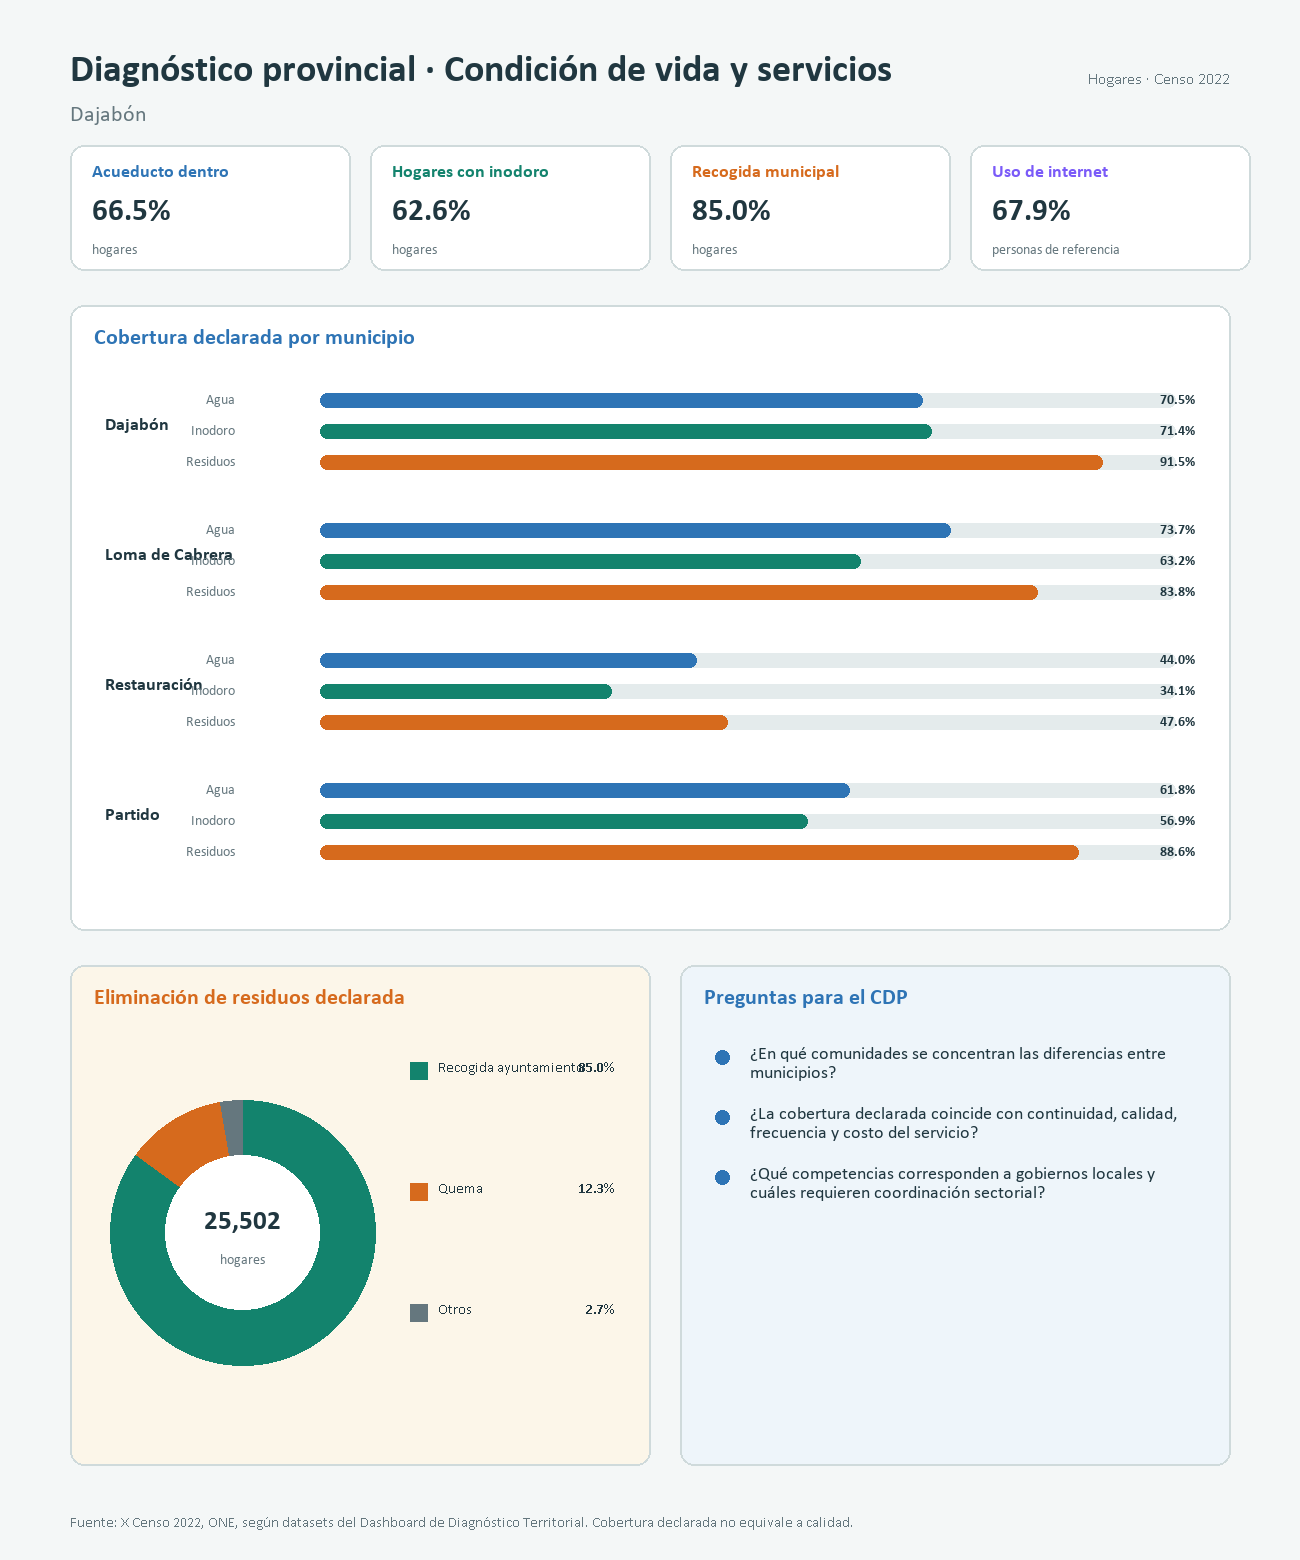 Diagnóstico provincial · Condición de vida y servicios
Hogares · Censo 2022
Dajabón
Acueducto dentro
66.5%
hogares
Hogares con inodoro
62.6%
hogares
Recogida municipal
85.0%
hogares
Uso de internet
67.9%
personas de referencia
Cobertura declarada por municipio
Dajabón
Agua 70.5%
Inodoro 71.4%
Residuos 91.5%
Loma de Cabrera
Agua 73.7%
Inodoro 63.2%
Residuos 83.8%
Restauración
Agua 44.0%
Inodoro 34.1%
Residuos 47.6%
Partido
Agua 61.8%
Inodoro 56.9%
Residuos 88.6%
Eliminación de residuos declarada
Recogida ayuntamiento 85.0%
Quema 12.3%
Otros 2.7%
25,502
hogares
Preguntas para el CDP
¿En qué comunidades se concentran las diferencias entre
municipios?
¿La cobertura declarada coincide con continuidad, calidad,
frecuencia y costo del servicio?
¿Qué competencias corresponden a gobiernos locales y
cuáles requieren coordinación sectorial?
Fuente: X Censo 2022, ONE, según datasets del Dashboard de Diagnóstico Territorial. Cobertura declarada no equivale a calidad.